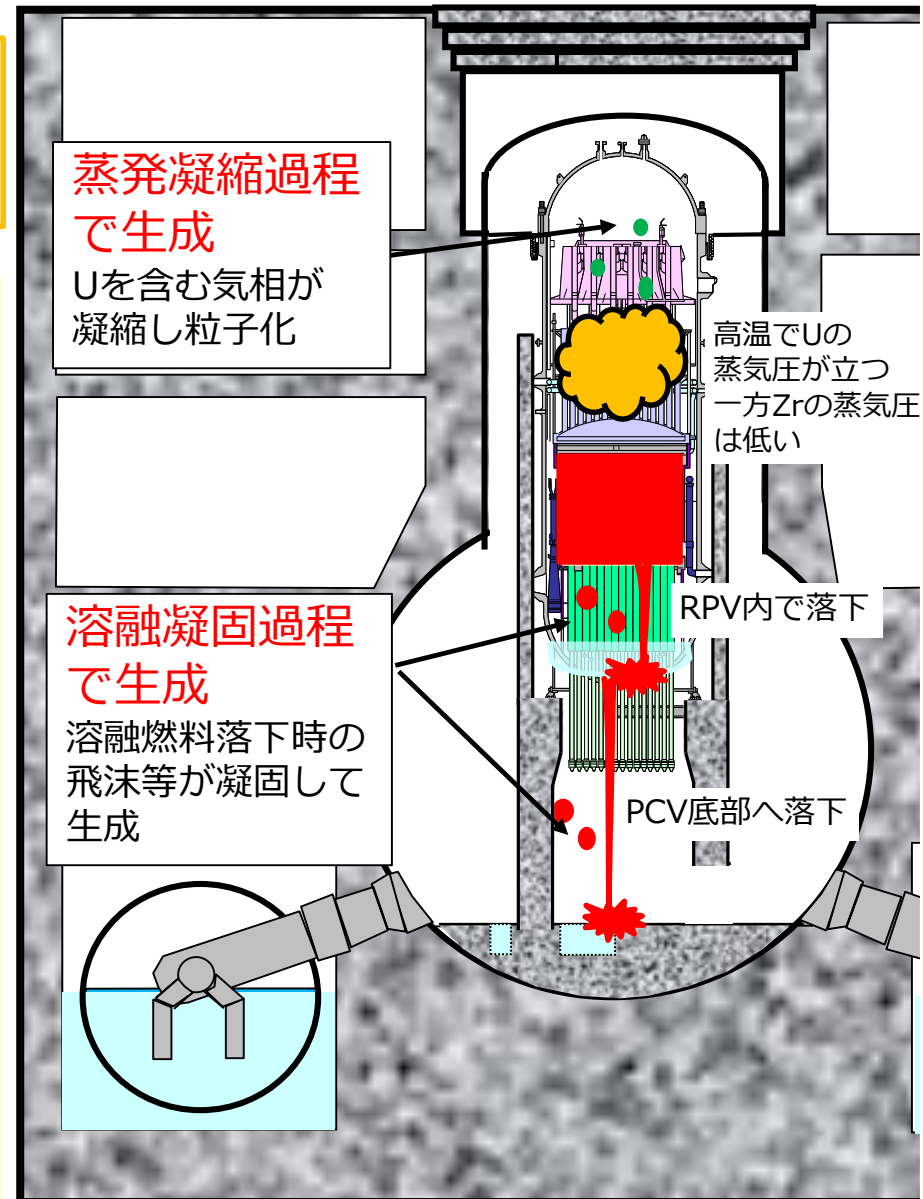 蒸発凝縮過程
で生成
Uを含む気相が
凝縮し粒子化
高温でUの
蒸気圧が立つ
一方Zrの蒸気圧
は低い
溶融凝固過程
で生成
溶融燃料落下時の
飛沫等が凝固して
生成
RPV内で落下
PCV底部へ落下